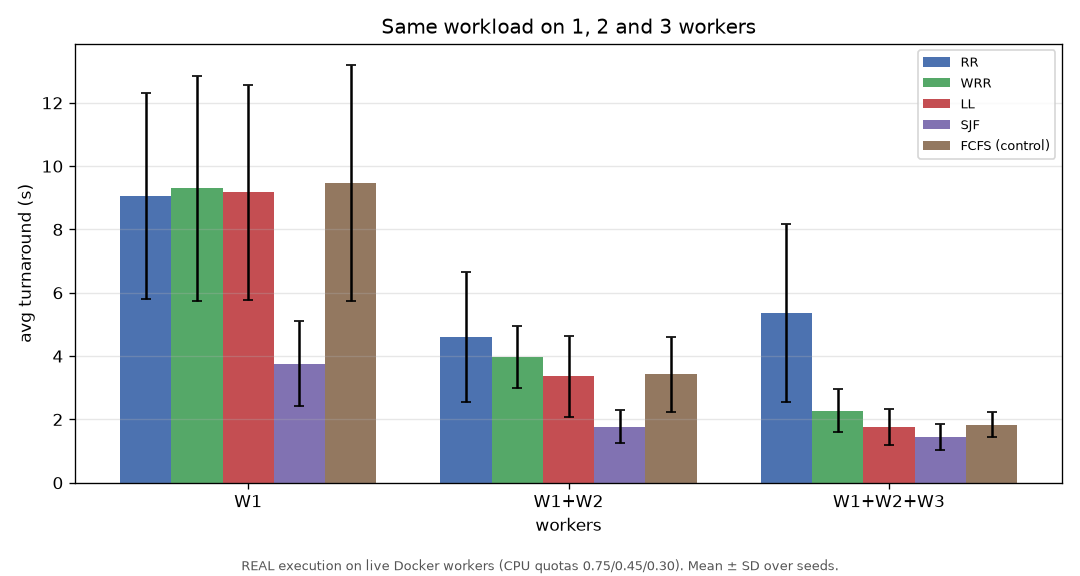 Same workload on 1, 2 and 3 workers
RR
WRR
LL
SJF
FCFS (control)
avg turnaround (s)
12
10
8
6
4
2
0
W1
W1+W2
W1+W2+W3
workers
REAL execution on live Docker workers (CPU quotas 0.75/0.45/0.30). Mean ± SD over seeds.